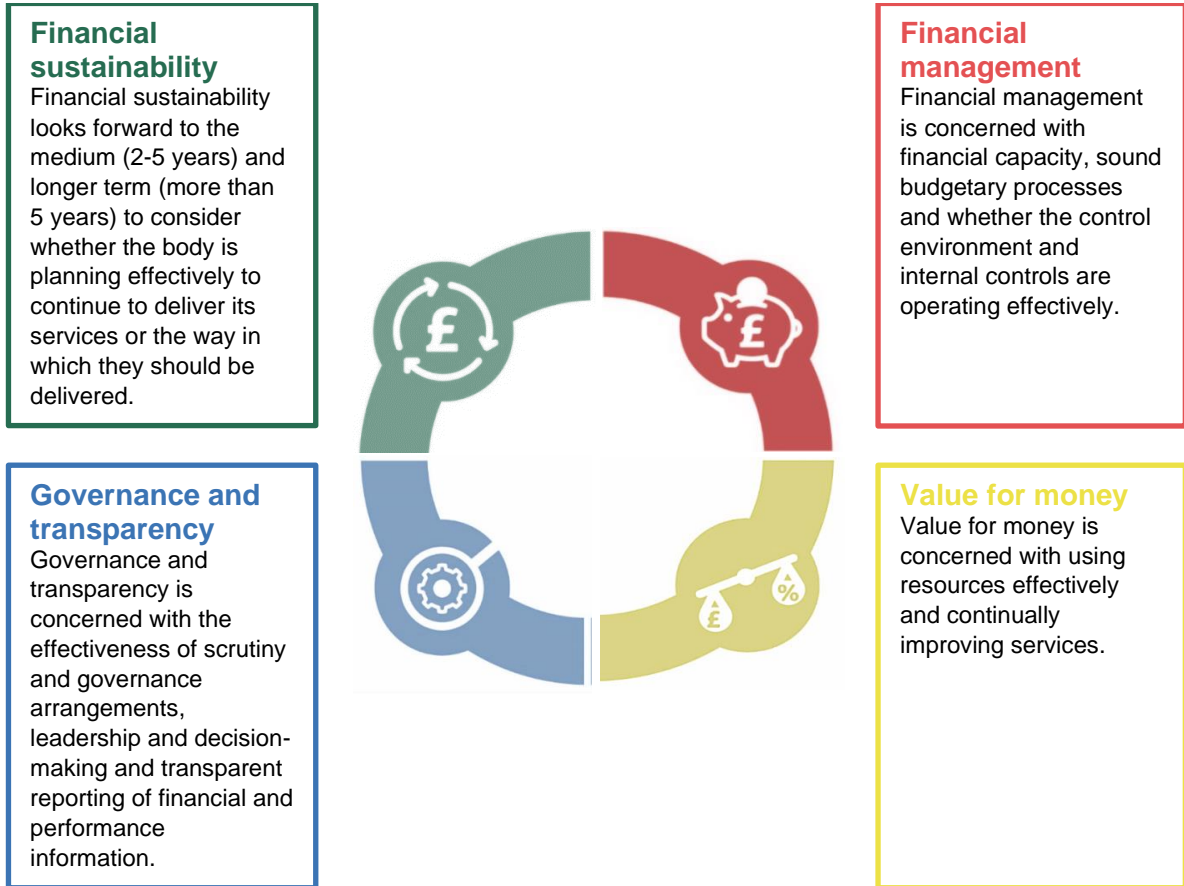 Financial
sustainability
Financial sustainability
looks forward to the
medium (2-5 years) and
longer term (more than
5 years) to consider
whether the body is
planning effectively to
continue to deliver its
services or the way in
which they should be
delivered.
Financial
management
Financial management
is concerned with
financial capacity, sound
budgetary processes
and whether the control
environment and
internal controls are
operating effectively.
£
£
Governance and
transparency
Governance and
transparency is
concerned with the
effectiveness of scrutiny
and governance
arrangements,
leadership and decision-
making and transparent
reporting of financial and
performance
information.
£
%
Value for money
Value for money is
concerned with using
resources effectively
and continually
improving services.